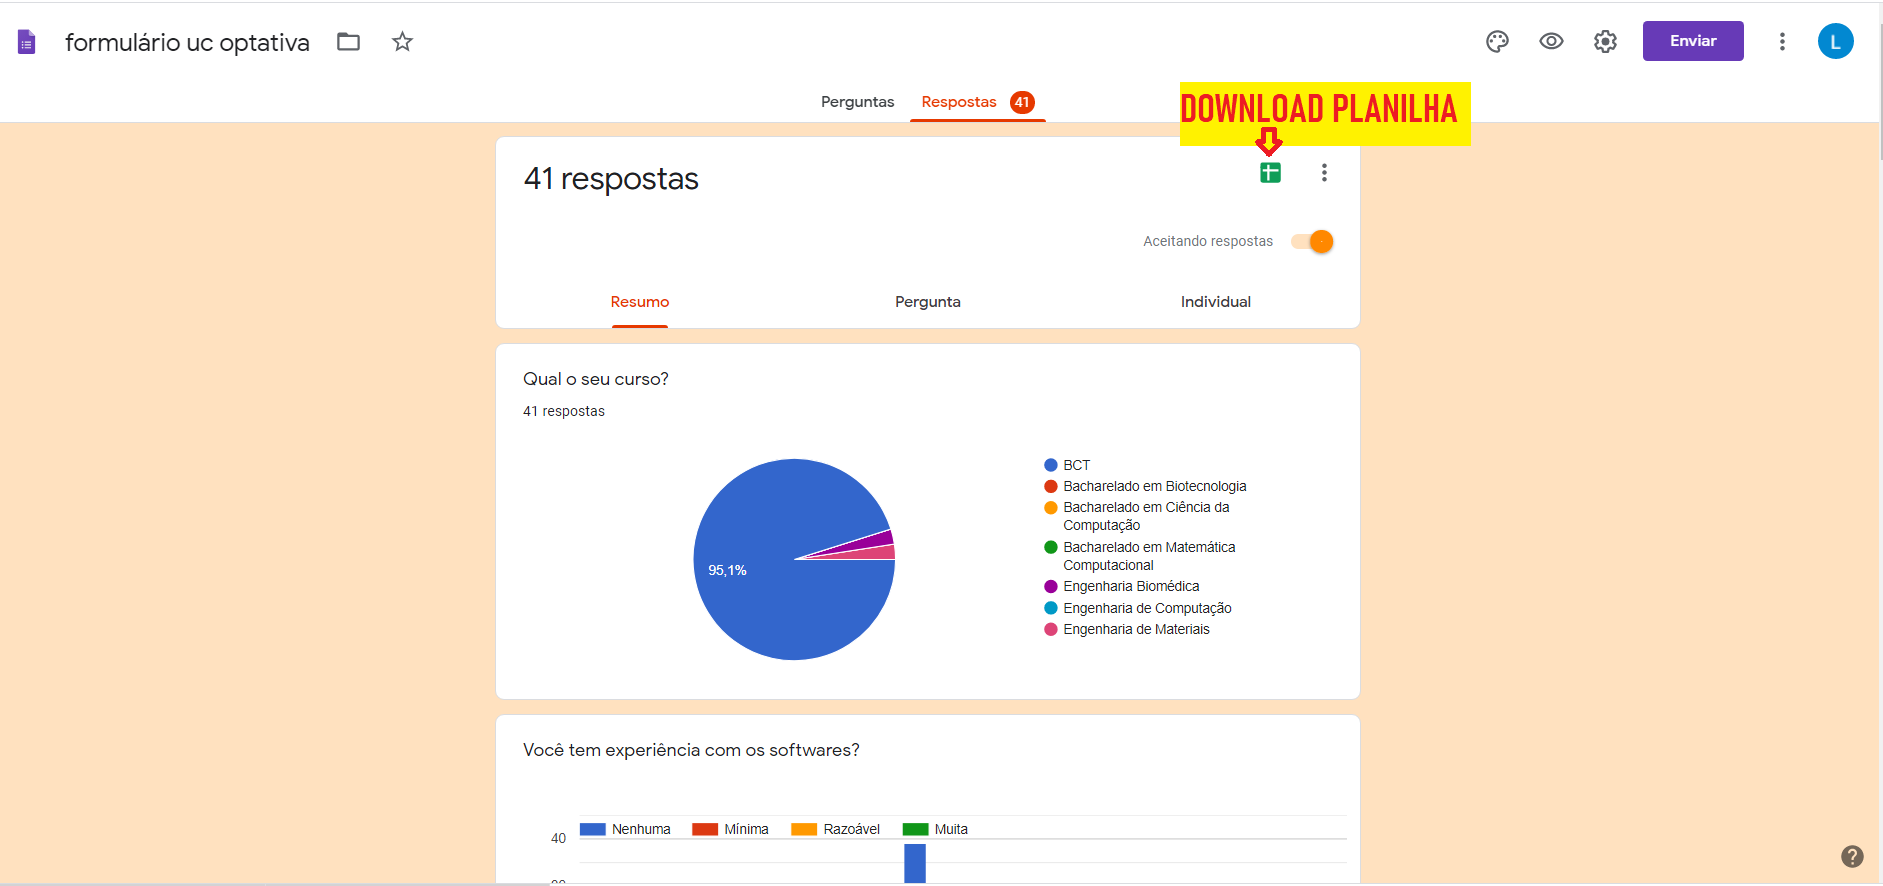 formulário uc optativa
Enviar
L
Perguntas
Respostas 41
DOWNLOAD PLANILHA
41 respostas
Aceitando respostas
Resumo
Pergunta
Individual
Qual o seu curso?
41 respostas
95,1%
BCT
Bacharelado em Biotecnologia
Bacharelado em Ciência da
Computação
Bacharelado em Matemática
Computacional
Engenharia Biomédica
Engenharia de Computação
Engenharia de Materiais
Você tem experiência com os softwares?
Nenhuma
Mínima
Razoável
Muita
40